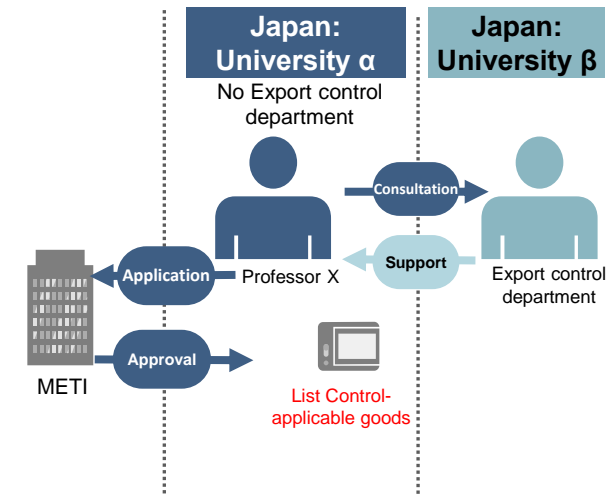 Japan:
University α
Japan:
University β
No Export control
department
Consultation
Support
Application
Professor X
Export control
department
Approval
METI
List Control-
applicable goods